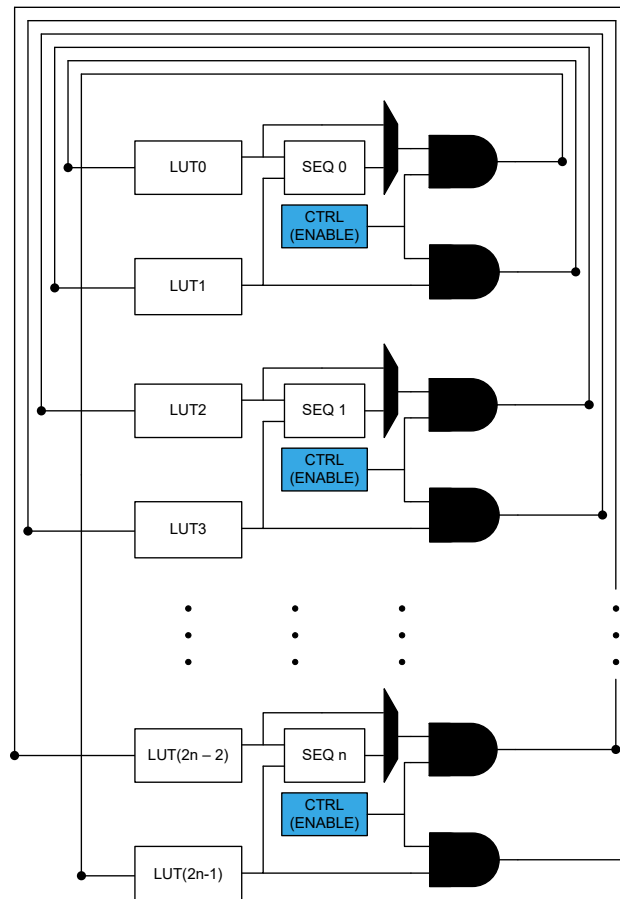 LUT0
SEQ 0
CTRL
(ENABLE)
LUT1
LUT2
SEQ 1
CTRL
(ENABLE)
LUT3
LUT(2n – 2)
SEQ n
CTRL
(ENABLE)
LUT(2n-1)